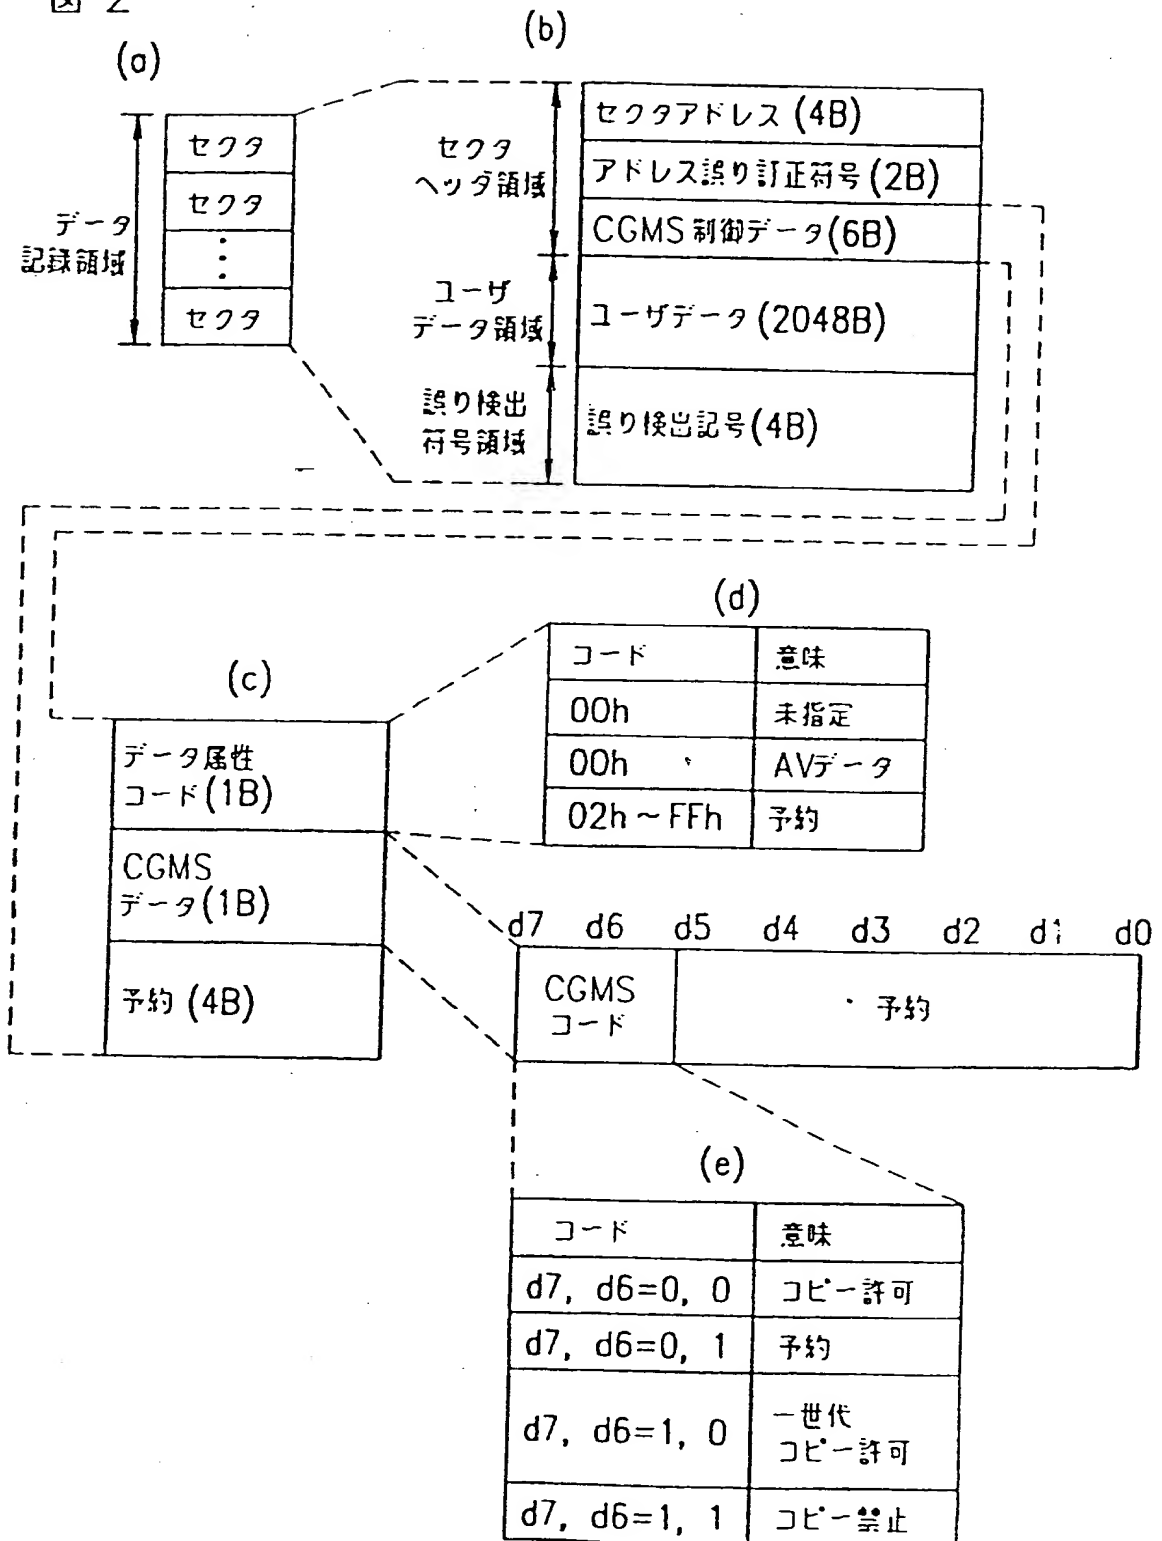 図 2
(a)
セクタ
セクタ
セクタ
データ
記録領域
(b)
セクタ
ヘッダ領域
ユーザ
データ領域
誤り検出
符号領域
セクタアドレス (4B)
アドレス誤り訂正符号 (2B)
CGMS 制御データ (6B)
ユーザデータ (2048B)
誤り検出記号 (4B)
(c)
データ属性
コード (1B)
CGMS
データ (1B)
予約 (4B)
(d)
コード 意味
00h 未指定
00h AVデータ
02h ~ FFh 予約
d7 d6 d5 d4 d3 d2 d1 d0
CGMS
コード
予約
(e)
コード 意味
d7, d6=0, 0 コピー許可
d7, d6=0, 1 予約
d7, d6=1, 0 一世代
コピー許可
d7, d6=1, 1 コピー禁止